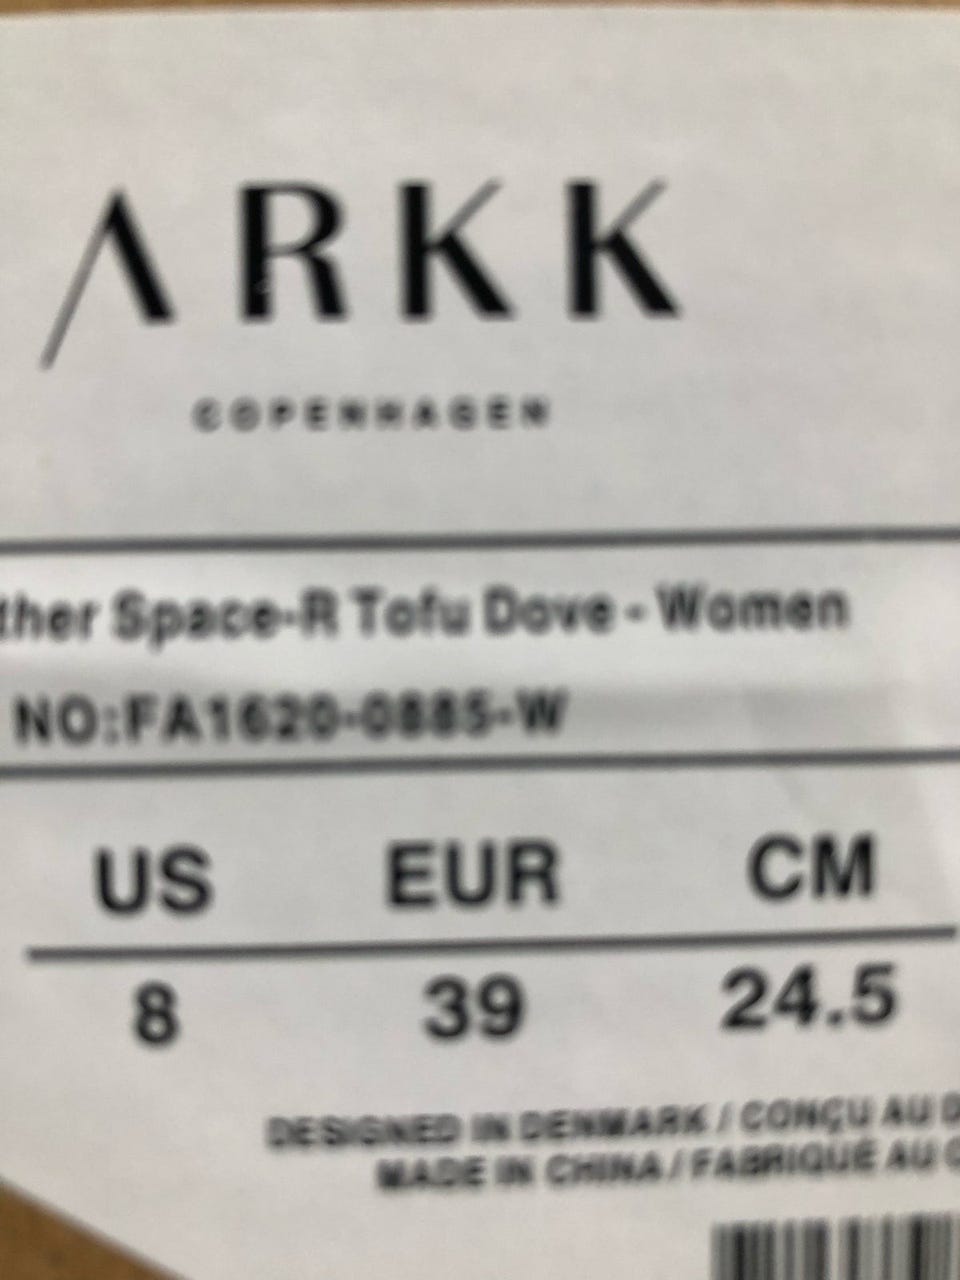 ARKK
COPENHAGEN
ther Space-R Tofu Dove - Women
NO:FA1620-0885-W
US EUR CM
8 39 24.5
DESIGNED IN DENMARK / CONÇU AU D
MADE IN CHINA / FABRIQUÉ AU C